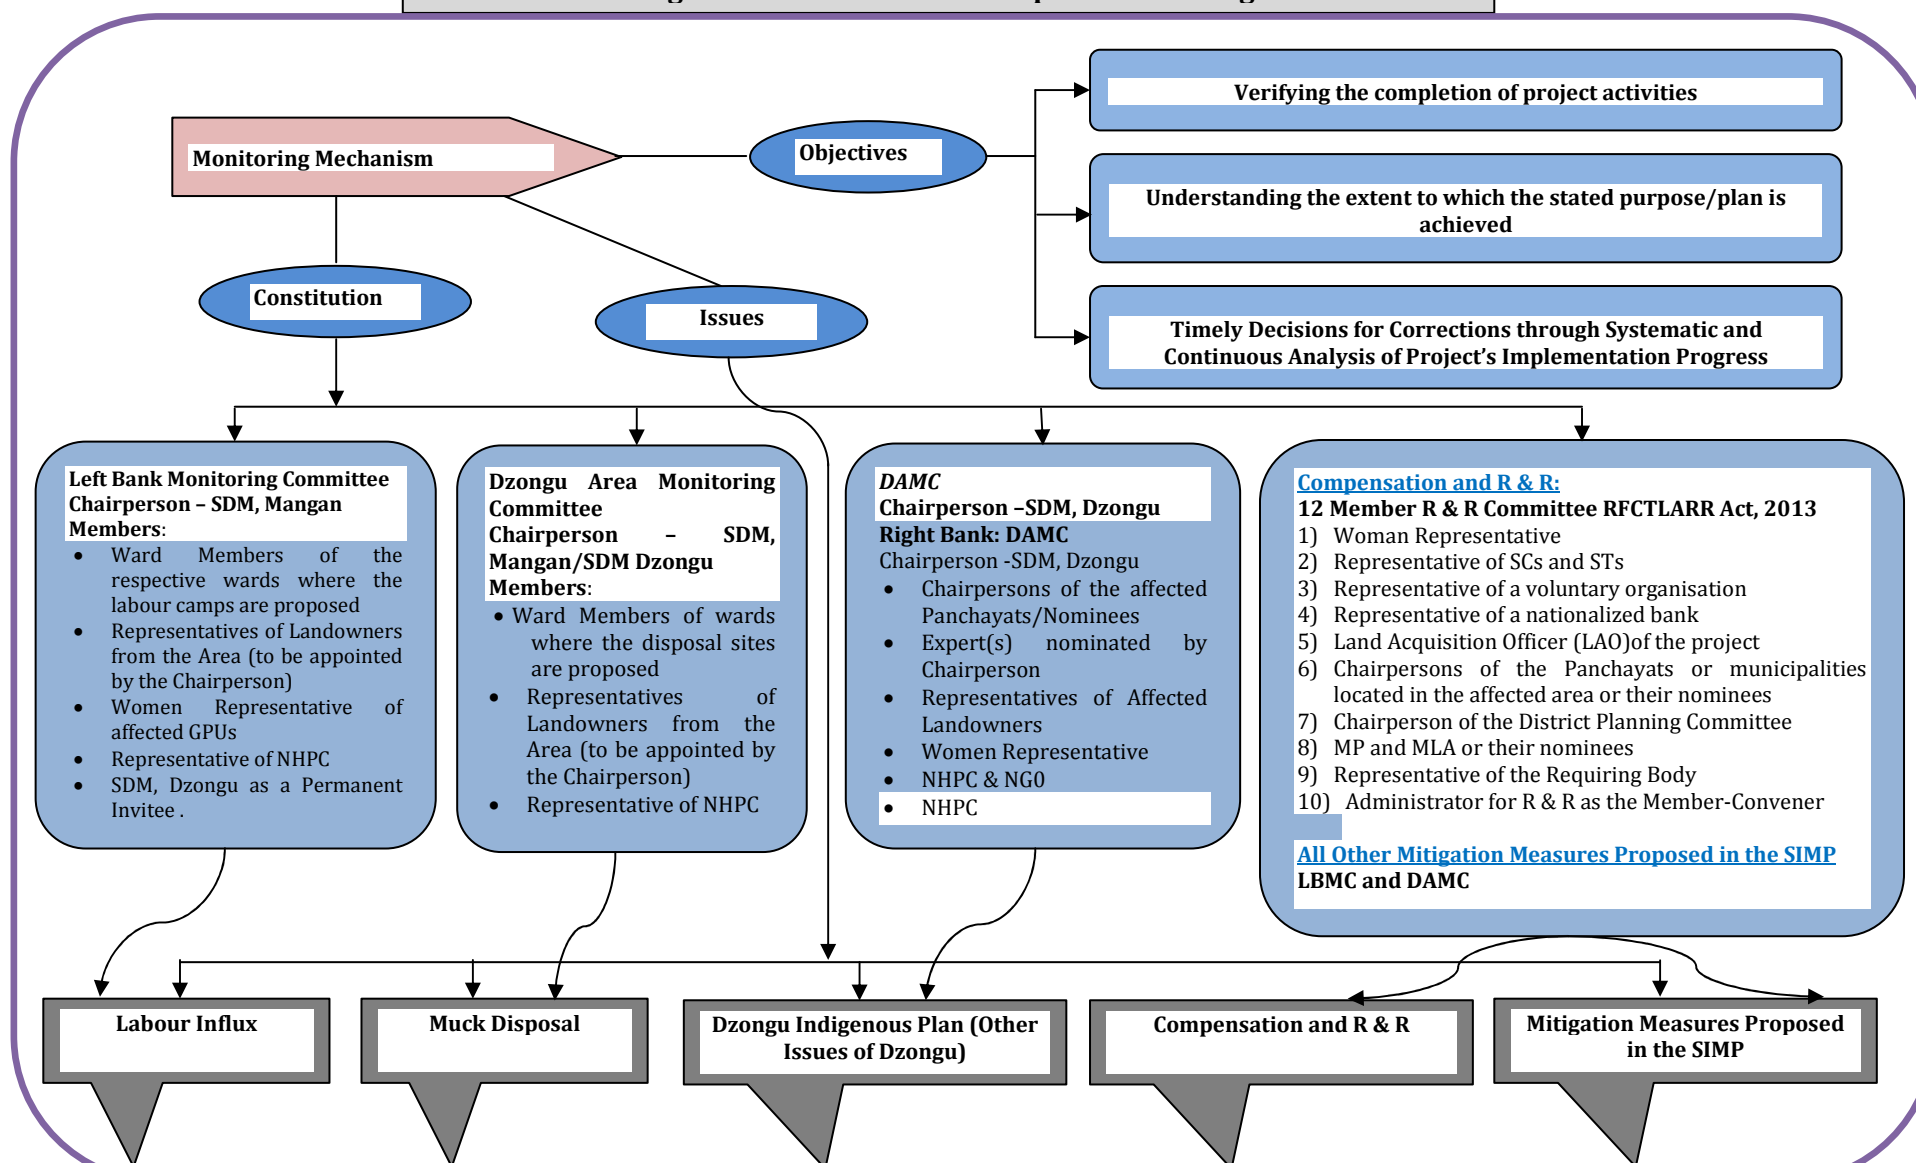 Verifying the completion of project activities
Monitoring Mechanism
Objectives
Understanding the extent to which the stated purpose/plan is
achieved
Constitution
Issues
Timely Decisions for Corrections through Systematic and
Continuous Analysis of Project's Implementation Progress
Left Bank Monitoring Committee
Chairperson – SDM, Mangan
Members:
• Ward Members of the
respective wards where the
labour camps are proposed
• Representatives of Landowners
from the Area (to be appointed
by the Chairperson)
• Women Representative of
affected GPUs
• Representative of NHPC
• SDM, Dzongu as a Permanent
Invitee .
Dzongu Area Monitoring
Committee
Chairperson – SDM,
Mangan/SDM Dzongu
Members:
• Ward Members of wards
where the disposal sites
are proposed
• Representatives of
Landowners from the
Area (to be appointed by
the Chairperson)
• Representative of NHPC
DAMC
Chairperson –SDM, Dzongu
Right Bank: DAMC
Chairperson -SDM, Dzongu
• Chairpersons of the affected
Panchayats/Nominees
• Expert(s) nominated by
Chairperson
• Representatives of Affected
Landowners
• Women Representative
• NHPC & NG0
• NHPC
Compensation and R & R:
12 Member R & R Committee RFCTLARR Act, 2013
1) Woman Representative
2) Representative of SCs and STs
3) Representative of a voluntary organisation
4) Representative of a nationalized bank
5) Land Acquisition Officer (LAO)of the project
6) Chairpersons of the Panchayats or municipalities
located in the affected area or their nominees
7) Chairperson of the District Planning Committee
8) MP and MLA or their nominees
9) Representative of the Requiring Body
10) Administrator for R & R as the Member-Convener
All Other Mitigation Measures Proposed in the SIMP
LBMC and DAMC
Labour Influx
Muck Disposal
Dzongu Indigenous Plan (Other
Issues of Dzongu)
Compensation and R & R
Mitigation Measures Proposed
in the SIMP